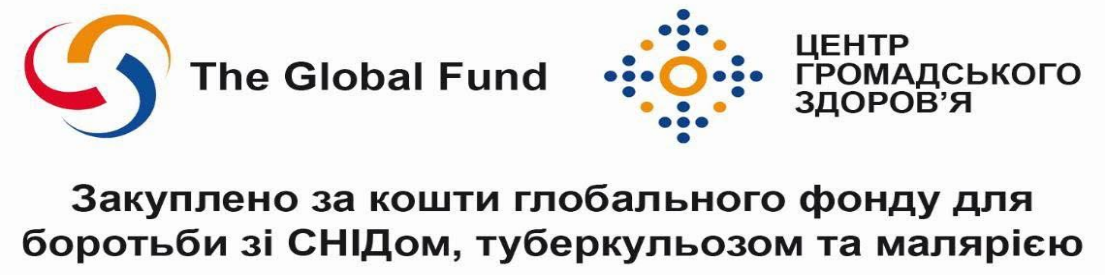 The Global Fund
ЦЕНТР
ГРОМАДСЬКОГО
ЗДОРОВ’Я
Закуплено за кошти глобального фонду для
боротьби зі СНІДом, туберкульозом та малярією